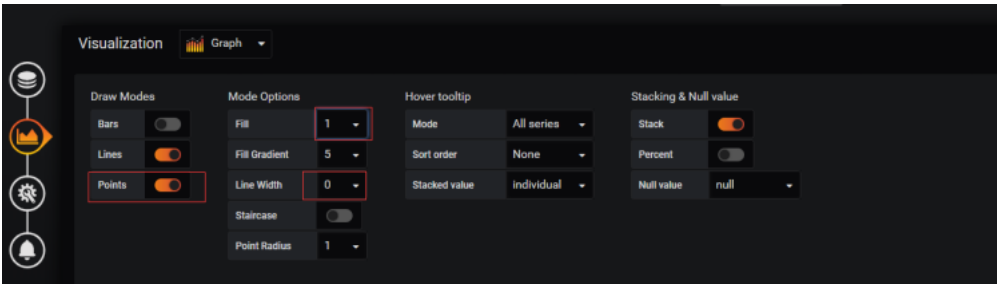 Visualization Graph
Draw Modes Mode Options Hover tooltip Stacking & Null value
Bars Fill 1 Mode All series Stack
Lines Fill Gradient 5 Sort order None Percent
Points Line Width 0 Stacked value individual Null value null
Staircase
Point Radius 1